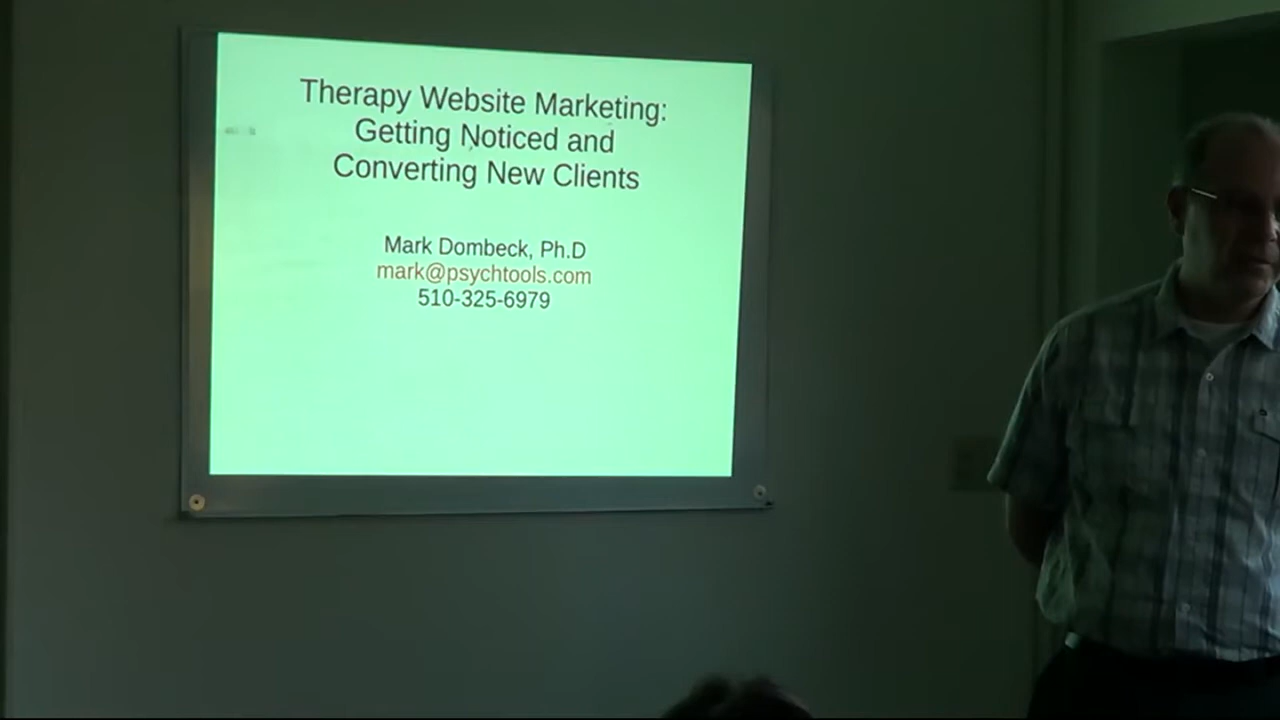 Therapy Website Marketing:
Getting Noticed and
Converting New Clients
Mark Dombeck, Ph.D
mark@psychtools.com
510-325-6979